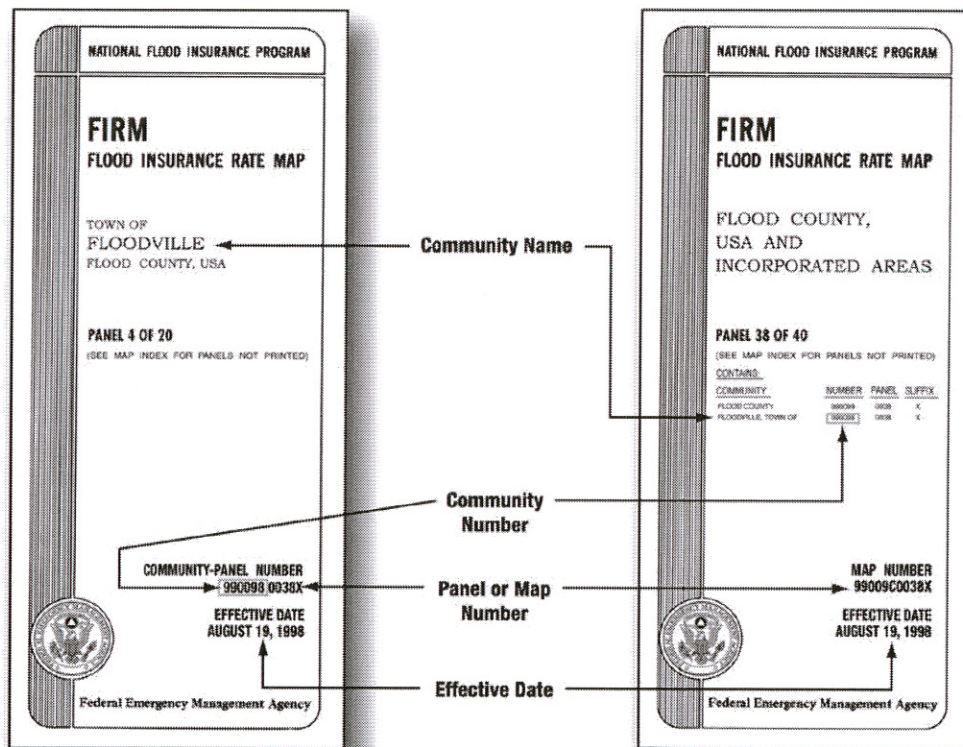 NATIONAL FLOOD INSURANCE PROGRAM
FIRM
FLOOD INSURANCE RATE MAP
TOWN OF
FLOODVILLE
FLOOD COUNTY, USA
PANEL 4 OF 20
(SEE MAP INDEX FOR PANELS NOT PRINTED)
COMMUNITY-PANEL NUMBER
990098 0038X
EFFECTIVE DATE
AUGUST 19, 1998
Federal Emergency Management Agency
Community Name
Community
Number
Panel or Map
Number
Effective Date
NATIONAL FLOOD INSURANCE PROGRAM
FIRM
FLOOD INSURANCE RATE MAP
FLOOD COUNTY,
USA AND
INCORPORATED AREAS
PANEL 38 OF 40
(SEE MAP INDEX FOR PANELS NOT PRINTED)
CONTAINS:
COMMUNITY NUMBER PANEL SUFFIX
FLOOD COUNTY 990099 0038 X
FLOODVILLE, TOWN OF 990098 0038 X
MAP NUMBER
99009C0038X
EFFECTIVE DATE
AUGUST 19, 1998
Federal Emergency Management Agency